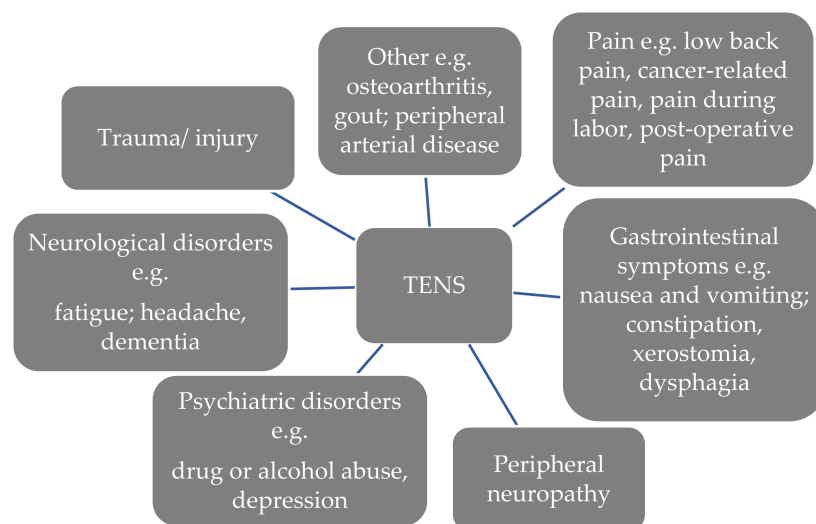 Other e.g.
osteoarthritis,
gout; peripheral
arterial disease
Pain e.g. low back
pain, cancer-related
pain, pain during
labor, post-operative
pain
Trauma/ injury
Neurological disorders
e.g.
fatigue; headache,
dementia
TENS
Gastrointestinal
symptoms e.g.
nausea and vomiting;
constipation,
xerostomia,
dysphagia
Psychiatric disorders
e.g.
drug or alcohol abuse,
depression
Peripheral
neuropathy